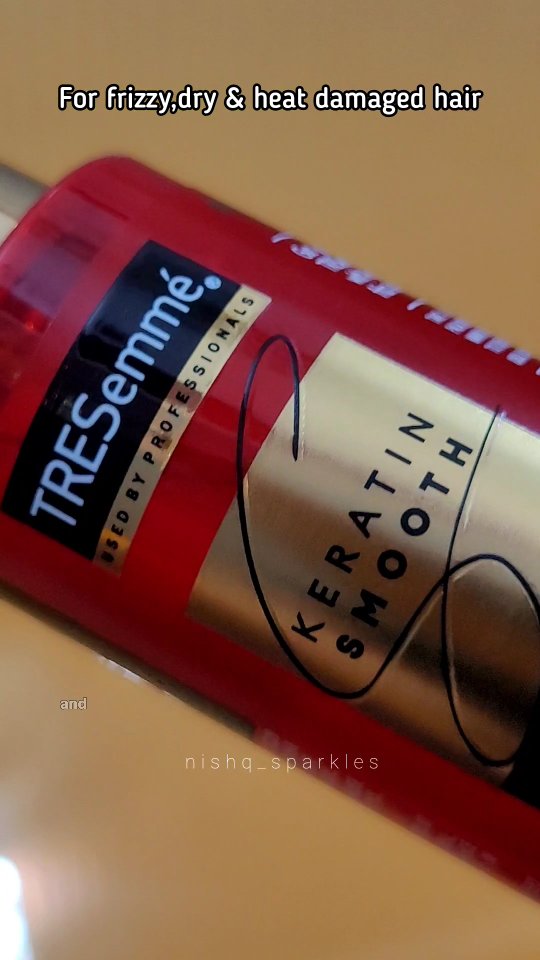 For frizzy,dry & heat damaged hair
TRESemmé®
USED BY PROFESSIONALS
KERATIN
SMOOTH
and
nishq_sparkles